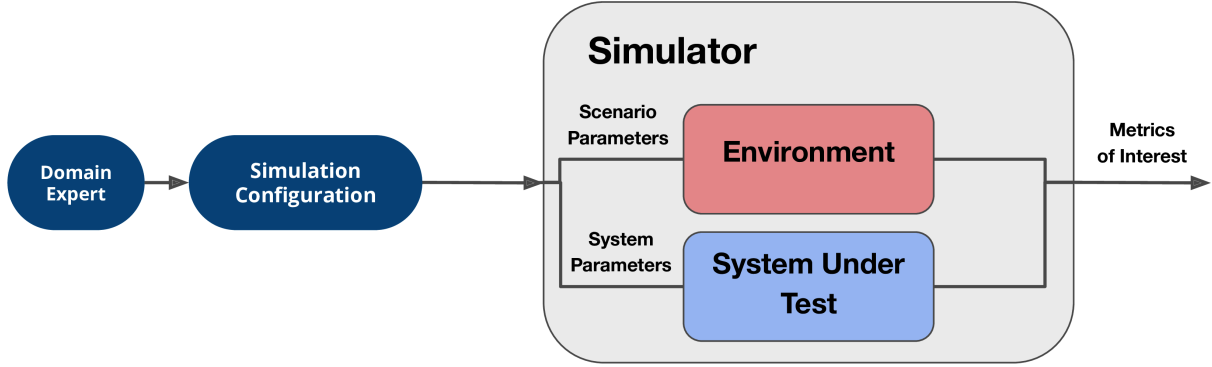 Domain
Expert
Simulation
Configuration
Simulator
Scenario
Parameters
Environment
System
Parameters
System Under
Test
Metrics
of Interest